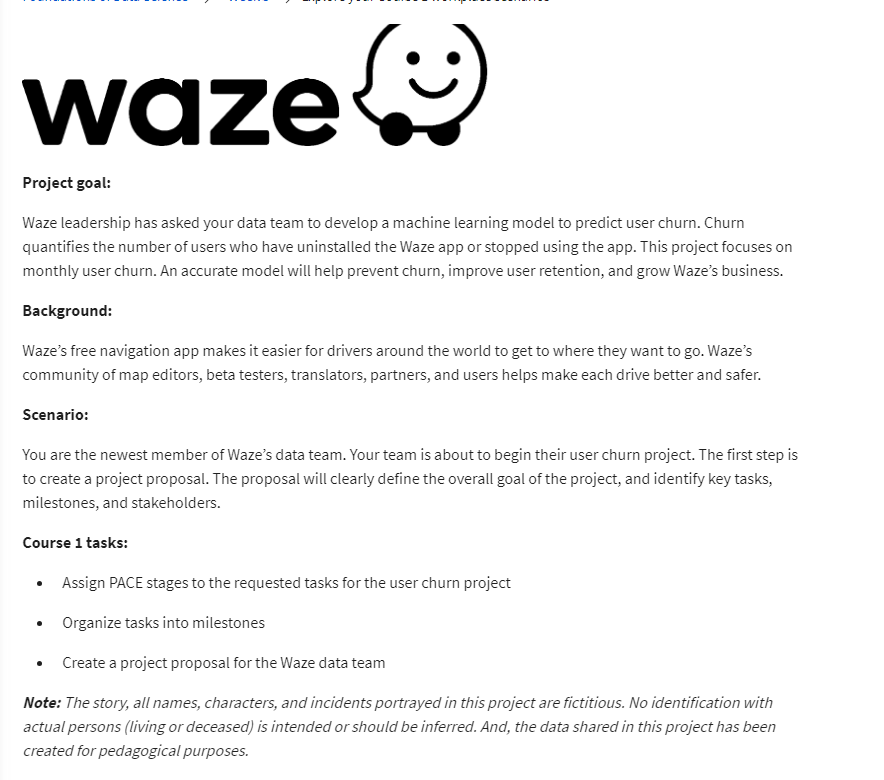 waze
Project goal:
Waze leadership has asked your data team to develop a machine learning model to predict user churn. Churn
quantifies the number of users who have uninstalled the Waze app or stopped using the app. This project focuses on
monthly user churn. An accurate model will help prevent churn, improve user retention, and grow Waze’s business.
Background:
Waze’s free navigation app makes it easier for drivers around the world to get to where they want to go. Waze’s
community of map editors, beta testers, translators, partners, and users helps make each drive better and safer.
Scenario:
You are the newest member of Waze’s data team. Your team is about to begin their user churn project. The first step is
to create a project proposal. The proposal will clearly define the overall goal of the project, and identify key tasks,
milestones, and stakeholders.
Course 1 tasks:
• Assign PACE stages to the requested tasks for the user churn project
• Organize tasks into milestones
• Create a project proposal for the Waze data team
Note: The story, all names, characters, and incidents portrayed in this project are fictitious. No identification with
actual persons (living or deceased) is intended or should be inferred. And, the data shared in this project has been
created for pedagogical purposes.